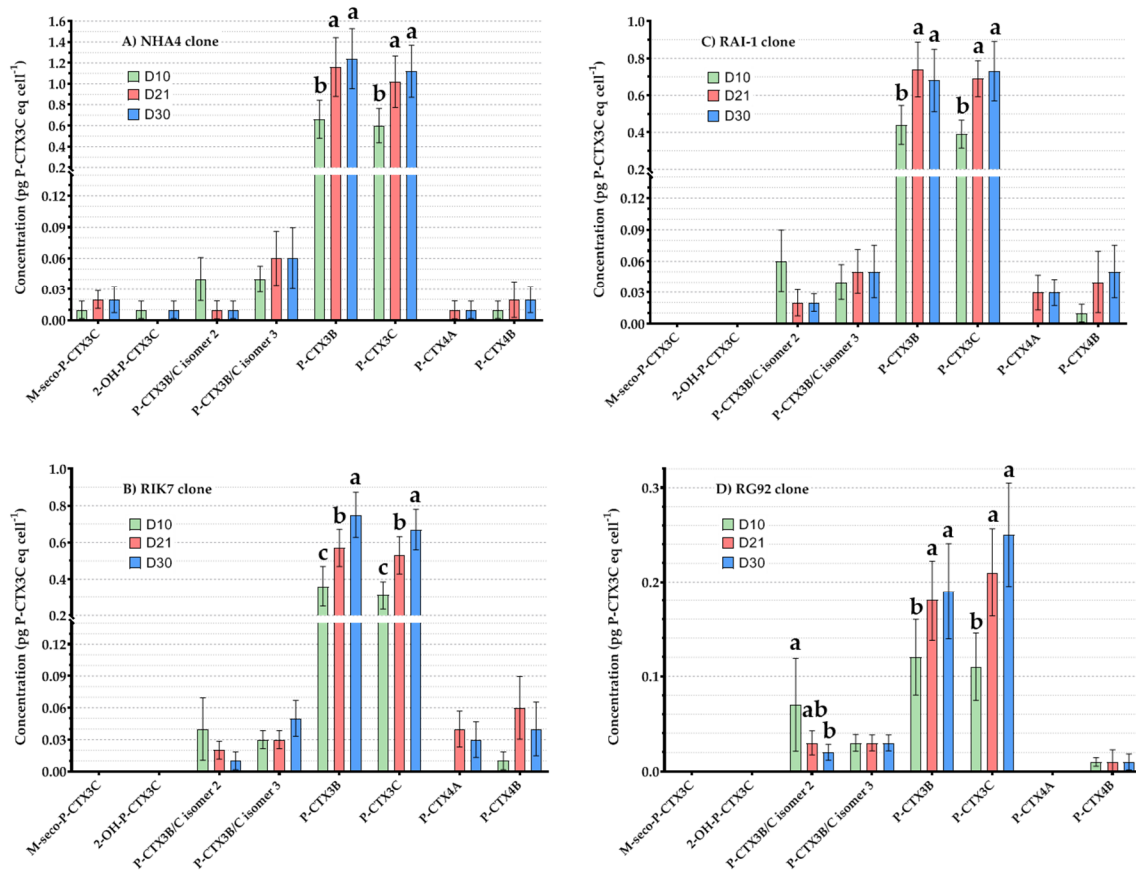 A) NHA4 clone
D10
D21
D30
Concentration (pg P-CTX3C eq cell⁻¹)
1.6
1.4
1.2
1.0
0.8
0.6
0.4
0.2
0.12
0.09
0.06
0.03
0.00
b
a
a
b
a
a
M-seco-P-CTX3C
2-OH-P-CTX3C
P-CTX3B/C isomer 2
P-CTX3B/C isomer 3
P-CTX3B
P-CTX3C
P-CTX4A
P-CTX4B
C) RAI-1 clone
D10
D21
D30
Concentration (pg P-CTX3C eq cell⁻¹)
1.0
0.8
0.6
0.4
0.2
0.12
0.09
0.06
0.03
0.00
b
a
a
b
a
a
M-seco-P-CTX3C
2-OH-P-CTX3C
P-CTX3B/C isomer 2
P-CTX3B/C isomer 3
P-CTX3B
P-CTX3C
P-CTX4A
P-CTX4B
B) RIK7 clone
D10
D21
D30
Concentration (pg P-CTX3C eq cell⁻¹)
1.0
0.8
0.6
0.4
0.2
0.12
0.09
0.06
0.03
0.00
c
b
a
c
b
a
M-seco-P-CTX3C
2-OH-P-CTX3C
P-CTX3B/C isomer 2
P-CTX3B/C isomer 3
P-CTX3B
P-CTX3C
P-CTX4A
P-CTX4B
D) RG92 clone
D10
D21
D30
Concentration (pg P-CTX3C eq cell⁻¹)
0.3
0.2
0.1
0.0
a
ab
b
b
a
a
b
a
a
M-seco-P-CTX3C
2-OH-P-CTX3C
P-CTX3B/C isomer 2
P-CTX3B/C isomer 3
P-CTX3B
P-CTX3C
P-CTX4A
P-CTX4B